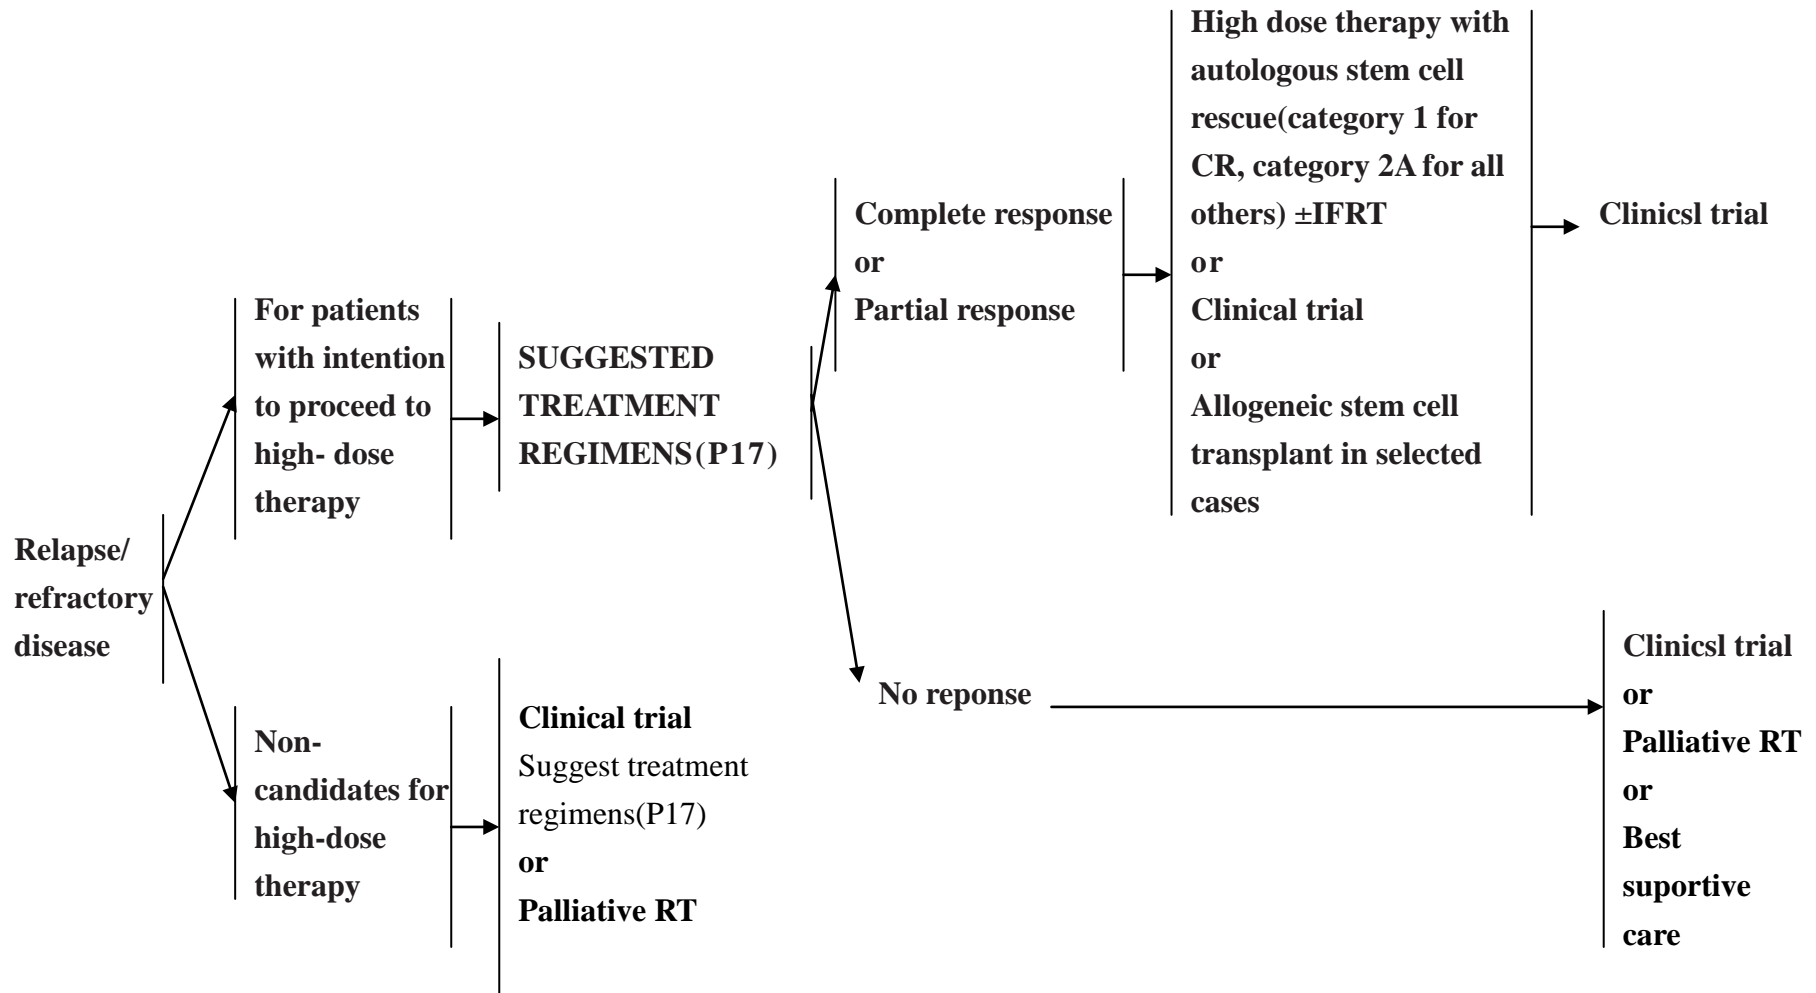 Relapse/
refractory
disease
For patients
with intention
to proceed to
high- dose
therapy
SUGGESTED
TREATMENT
REGIMENS(P17)
Complete response
or
Partial response
High dose therapy with
autologous stem cell
rescue(category 1 for
CR, category 2A for all
others) ±IFRT
or
Clinical trial
or
Allogeneic stem cell
transplant in selected
cases
Clinicsl trial
No reponse
Clinicsl trial
or
Palliative RT
or
Best
suportive
care
Non-
candidates for
high-dose
therapy
Clinical trial
Suggest treatment
regimens(P17)
or
Palliative RT